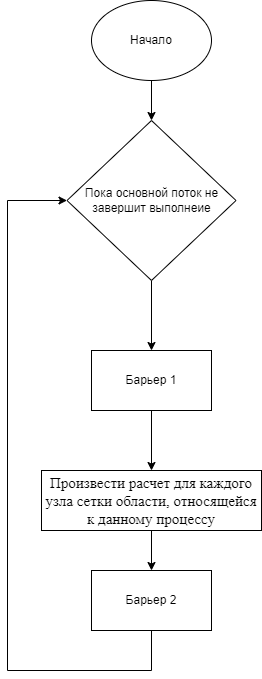 Начало
Пока основной поток не
завершит выполнеие
Барьер 1
Произвести расчет для каждого
узла сетки области, относящейся
к данному процессу
Барьер 2